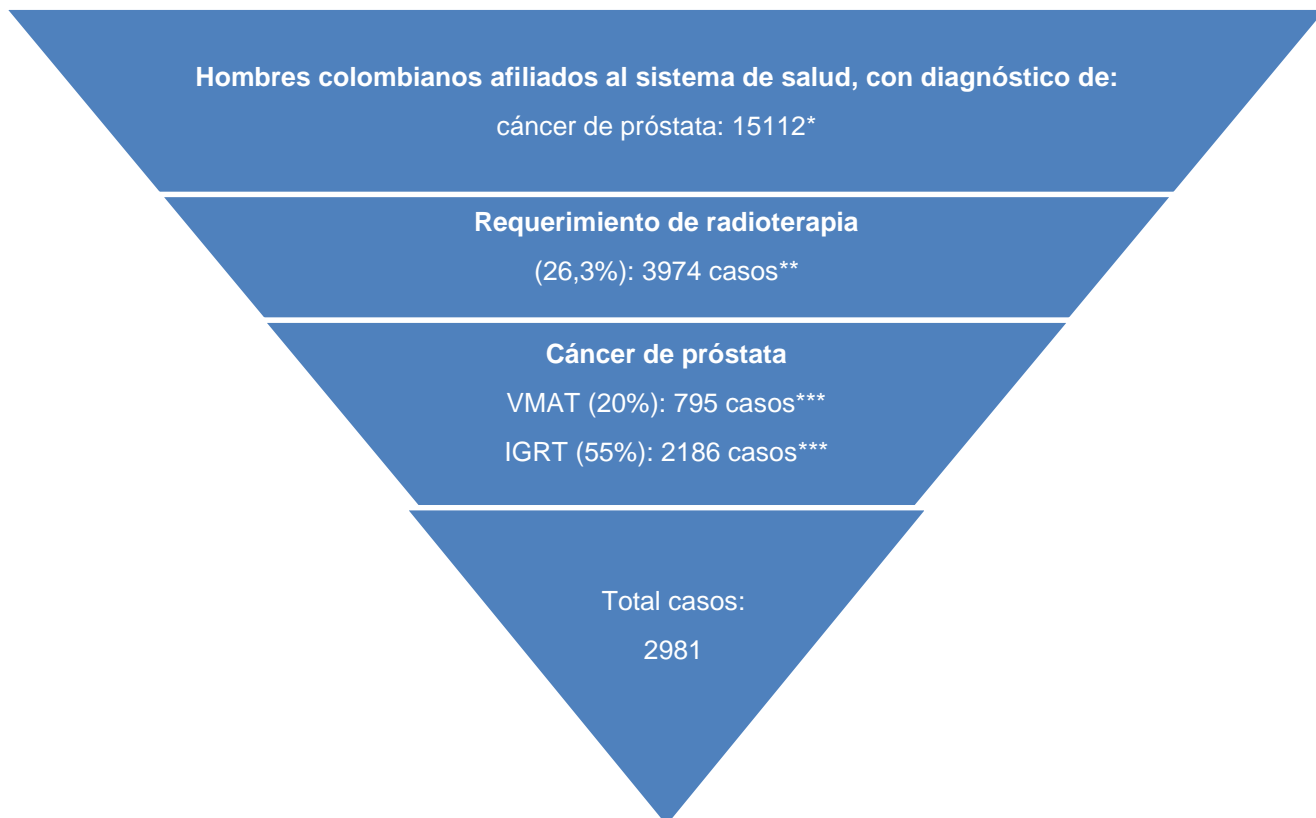 Hombres colombianos afiliados al sistema de salud, con diagnóstico de:
cáncer de próstata: 15112*
Requerimiento de radioterapia
(26,3%): 3974 casos**
Cáncer de próstata
VMAT (20%): 795 casos***
IGRT (55%): 2186 casos***
Total casos:
2981